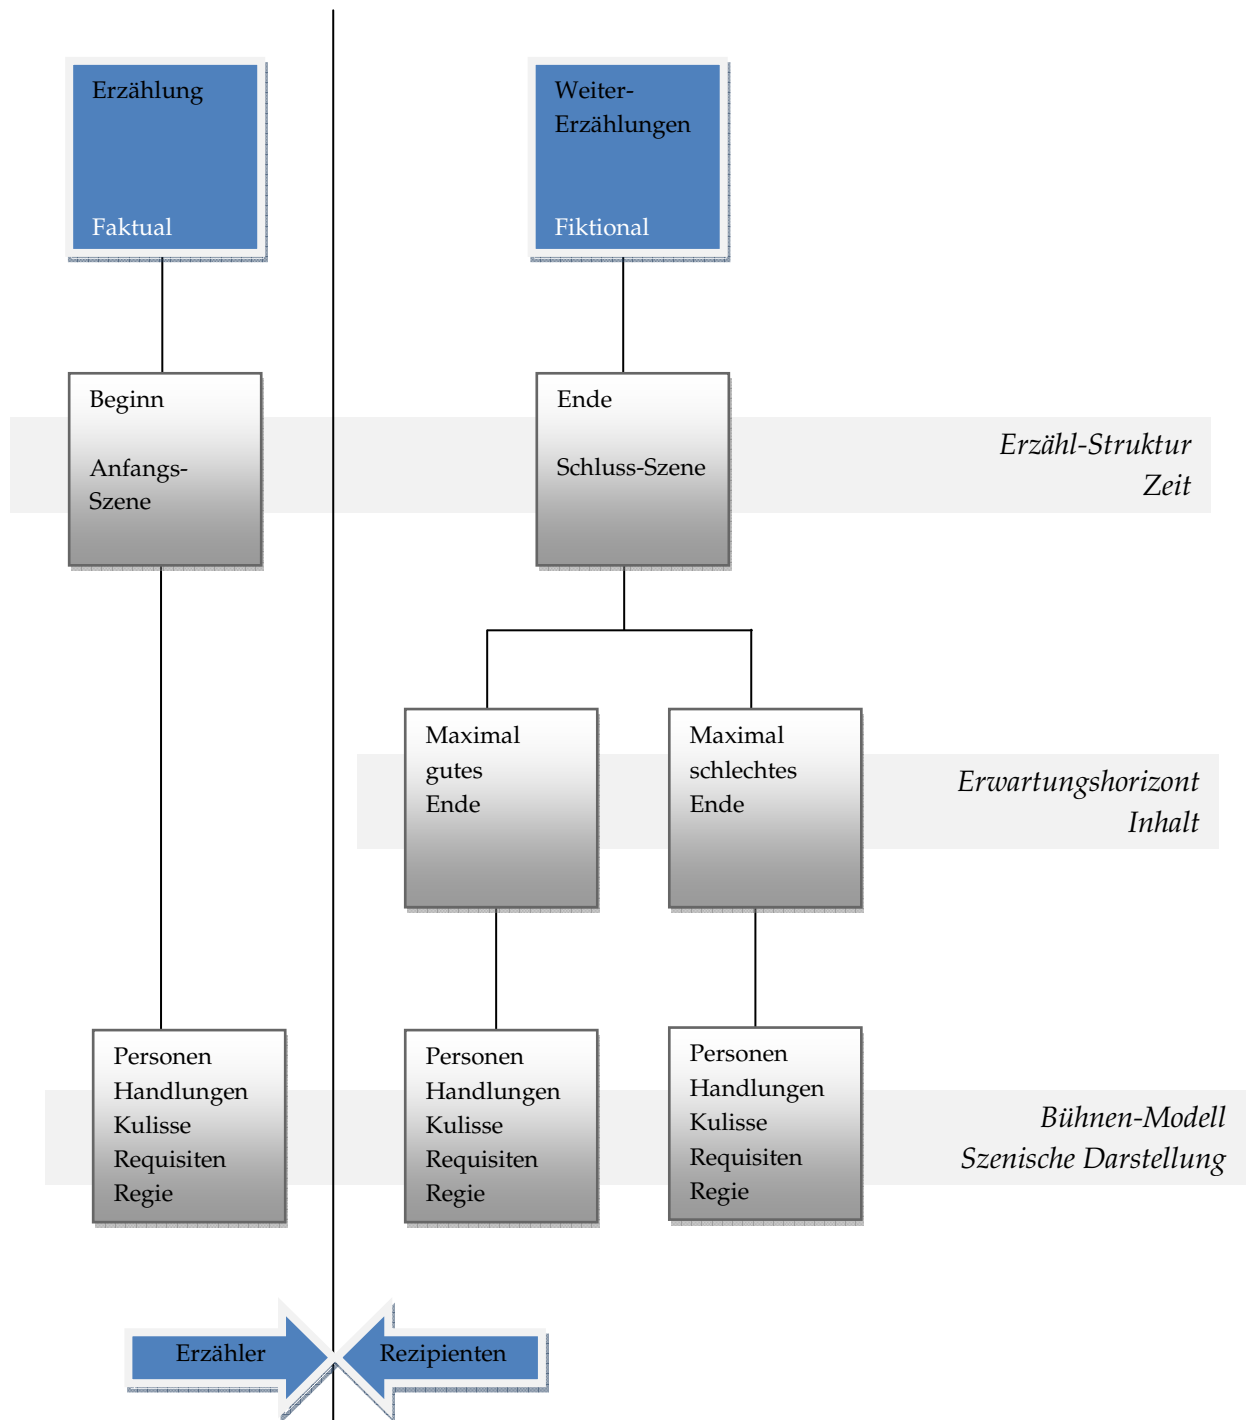 Erzählung
Faktual
Weiter-
Erzählungen
Fiktional
Beginn
Anfangs-
Szene
Ende
Schluss-Szene
Erzähl-Struktur
Zeit
Maximal
gutes
Ende
Maximal
schlechtes
Ende
Erwartungshorizont
Inhalt
Personen
Handlungen
Kulisse
Requisiten
Regie
Personen
Handlungen
Kulisse
Requisiten
Regie
Personen
Handlungen
Kulisse
Requisiten
Regie
Bühnen-Modell
Szenische Darstellung
Erzähler
Rezipienten